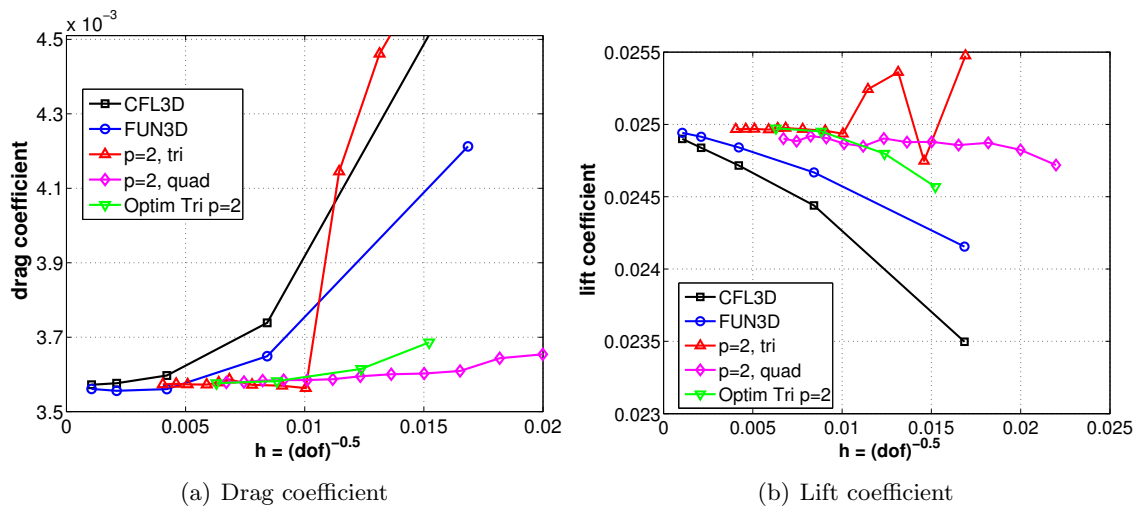 x 10⁻³
4.5
4.3
4.1
3.9
3.7
3.5
0
0.005
0.01
0.015
0.02
drag coefficient
h = (dof)⁻⁰·⁵
CFL3D
FUN3D
p=2, tri
p=2, quad
Optim Tri p=2
(a) Drag coefficient
0.0255
0.025
0.0245
0.024
0.0235
0.023
0
0.005
0.01
0.015
0.02
0.025
lift coefficient
h = (dof)⁻⁰·⁵
CFL3D
FUN3D
p=2, tri
p=2, quad
Optim Tri p=2
(b) Lift coefficient